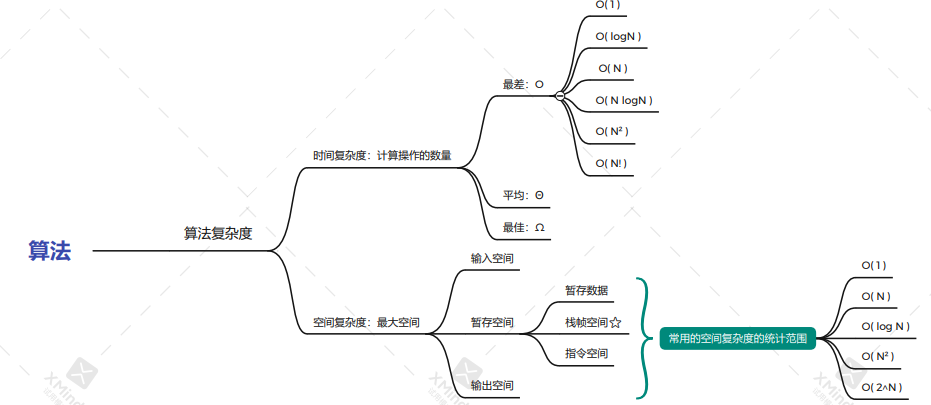 算法
算法复杂度
时间复杂度：计算操作的数量
最差：O
O( 1 )
O( logN )
O( N )
O( N logN )
O( N² )
O( N! )
平均：Θ
最佳：Ω
空间复杂度：最大空间
输入空间
暂存空间
暂存数据
栈帧空间☆
指令空间
输出空间
常用的空间复杂度的统计范围
O( 1 )
O( N )
O( log N )
O( N² )
O( 2^N )